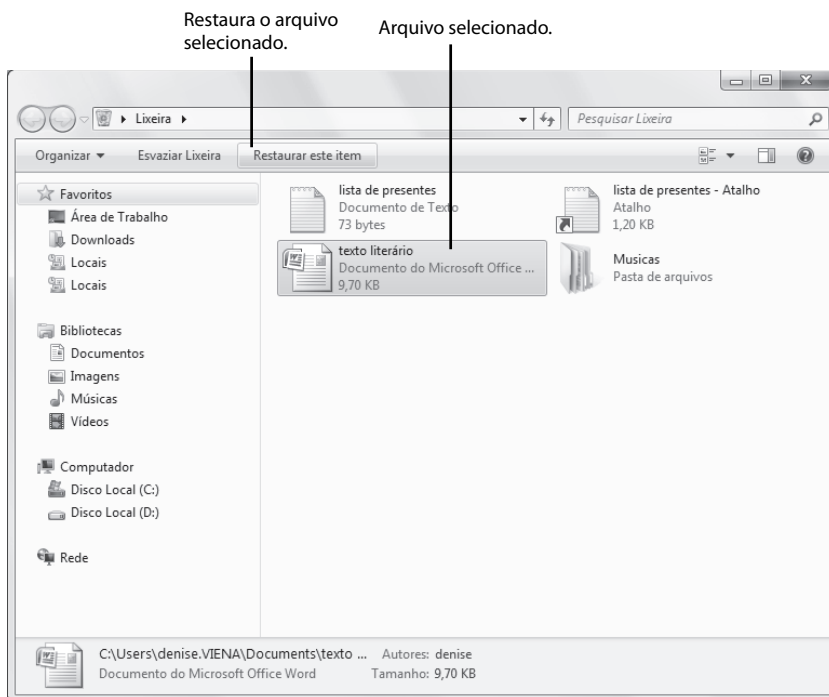 Restaura o arquivo
selecionado.
Arquivo selecionado.
Lixeira
Pesquisar Lixeira
Organizar
Esvaziar Lixeira
Restaurar este item
Favoritos
Área de Trabalho
Downloads
Locais
Locais
Bibliotecas
Documentos
Imagens
Músicas
Vídeos
Computador
Disco Local (C:)
Disco Local (D:)
Rede
lista de presentes
Documento de Texto
73 bytes
lista de presentes - Atalho
Atalho
1,20 KB
texto literário
Documento do Microsoft Office ...
9,70 KB
Musicas
Pasta de arquivos
C:\Users\denise.VIENA\Documents\texto ... Autores: denise
Documento do Microsoft Office Word Tamanho: 9,70 KB